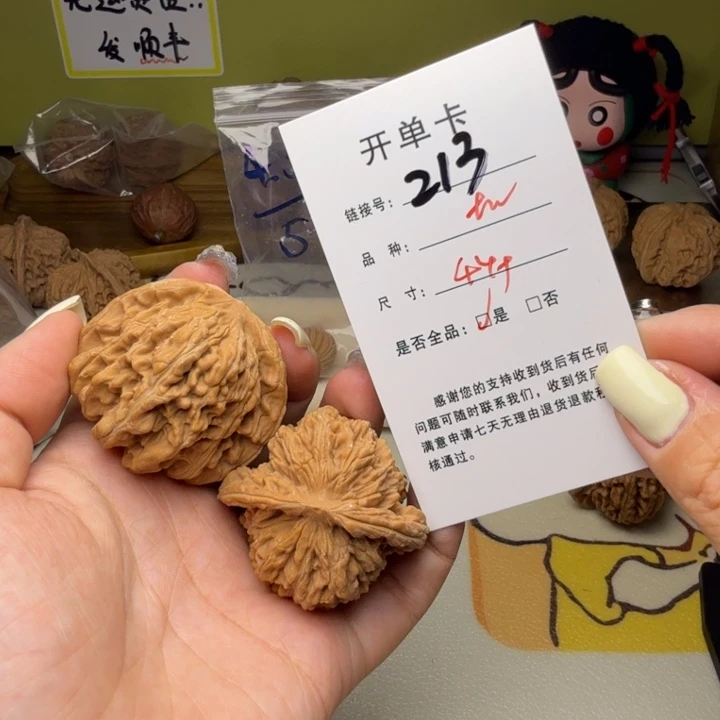 发顺丰
开单卡
链接号: 213
品 种:
尺 寸: 44+
是否全品: ☑是 □否
感谢您的支持收到货后有任何
问题可随时联系我们，收到货后
满意申请七天无理由退货退款
核通过。